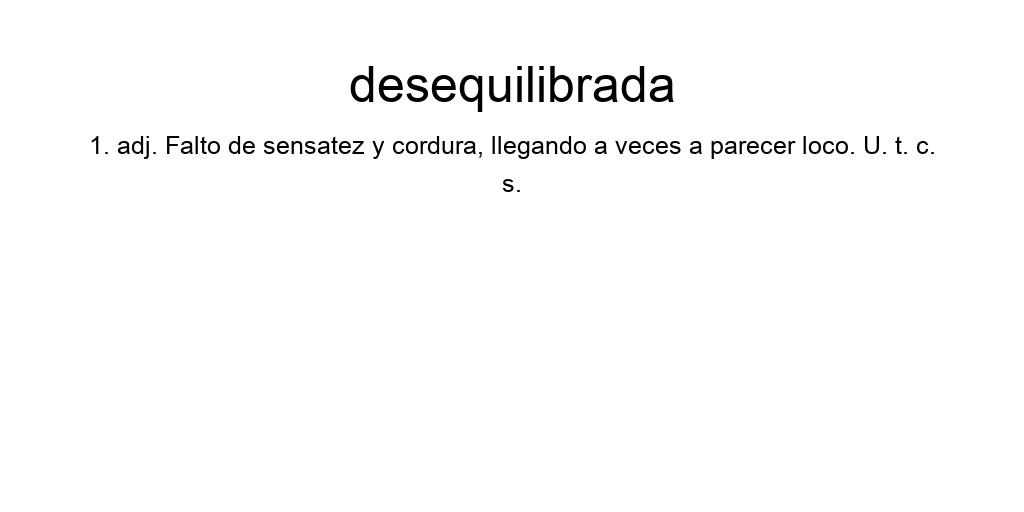 desequilibrada
1. adj. Falto de sensatez y cordura, llegando a veces a parecer loco. U. t. c.
s.